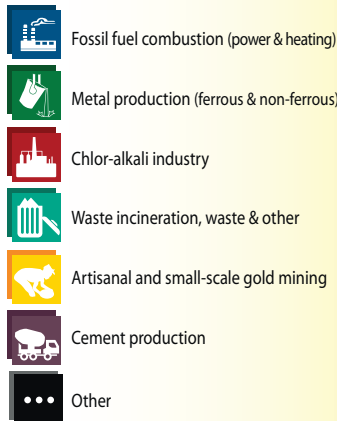 Fossil fuel combustion (power & heating)
Metal production (ferrous & non-ferrous)
Chlor-alkali industry
Waste incineration, waste & other
Artisanal and small-scale gold mining
Cement production
Other